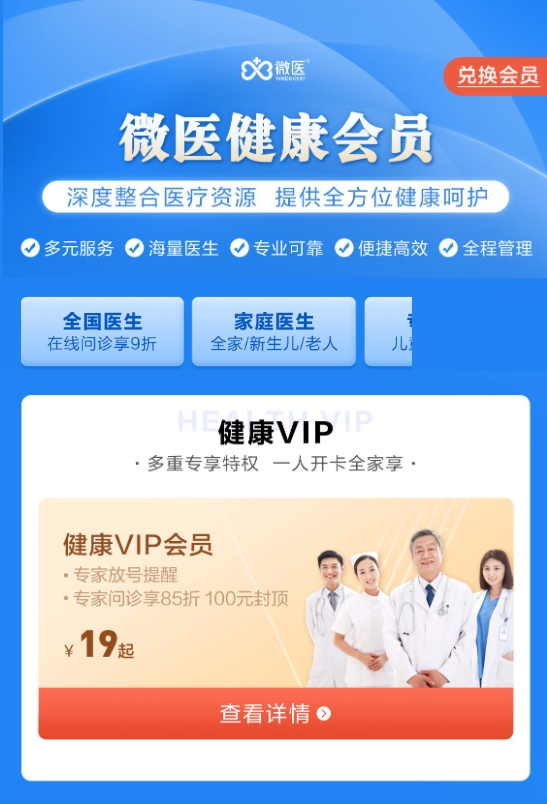 微医
WeDoctor
兑换会员
微医健康会员
深度整合医疗资源 提供全方位健康呵护
多元服务 海量医生 专业可靠 便捷高效 全程管理
全国医生
在线问诊享9折
家庭医生
全家/新生儿/老人
HEALTH VIP
健康VIP
· 多重专享特权 一人开卡全家享 ·
健康VIP会员
• 专家放号提醒
• 专家问诊享85折 100元封顶
¥ 19起
查看详情